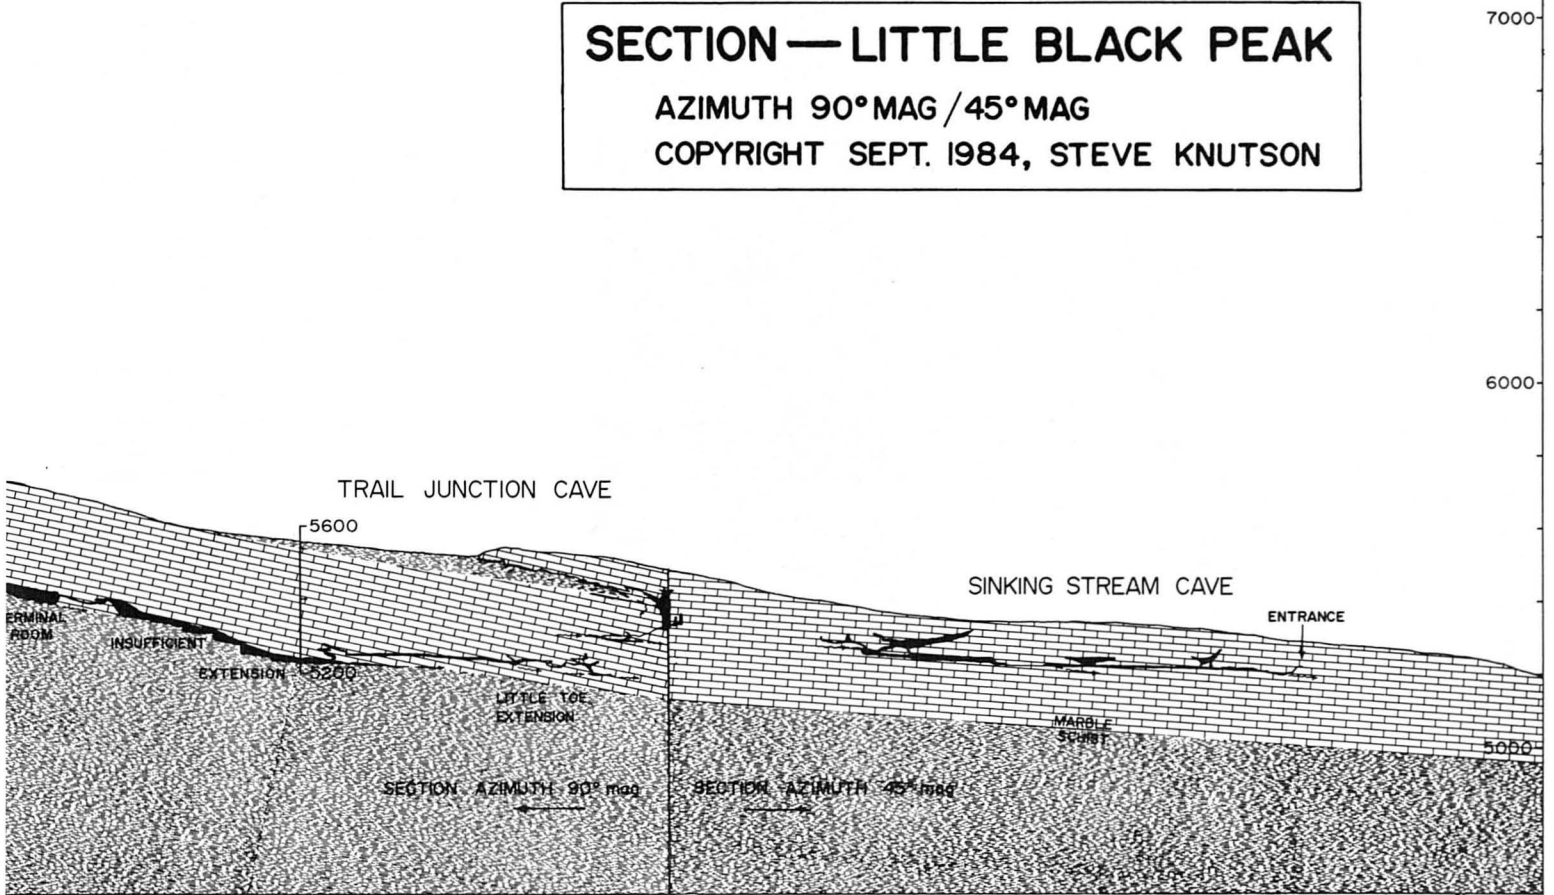 SECTION — LITTLE BLACK PEAK
AZIMUTH 90° MAG / 45° MAG
COPYRIGHT SEPT. 1984, STEVE KNUTSON
7000
6000
TRAIL JUNCTION CAVE
5600
SINKING STREAM CAVE
ENTRANCE
ERMINAL
ROOM
INSUFFICIENT
EXTENSION
5200
LITTLE TOE
EXTENSION
MARBLE
SCHIST
5000
SECTION AZIMUTH 90° mag
SECTION AZIMUTH 45° mag